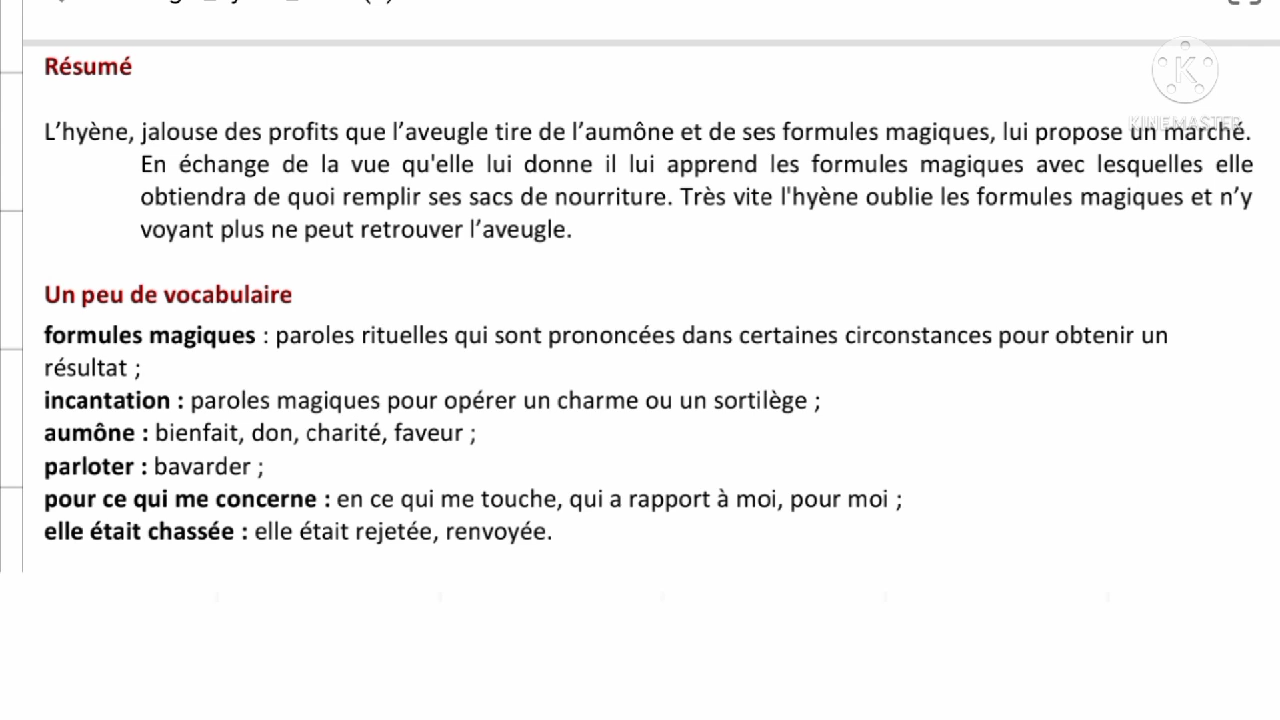 Résumé
L’hyène, jalouse des profits que l’aveugle tire de l’aumône et de ses formules magiques, lui propose un marché.
En échange de la vue qu'elle lui donne il lui apprend les formules magiques avec lesquelles elle
obtiendra de quoi remplir ses sacs de nourriture. Très vite l'hyène oublie les formules magiques et n’y
voyant plus ne peut retrouver l’aveugle.
Un peu de vocabulaire
formules magiques : paroles rituelles qui sont prononcées dans certaines circonstances pour obtenir un
résultat ;
incantation : paroles magiques pour opérer un charme ou un sortilège ;
aumône : bienfait, don, charité, faveur ;
parloter : bavarder ;
pour ce qui me concerne : en ce qui me touche, qui a rapport à moi, pour moi ;
elle était chassée : elle était rejetée, renvoyée.
K
KINEMASTER